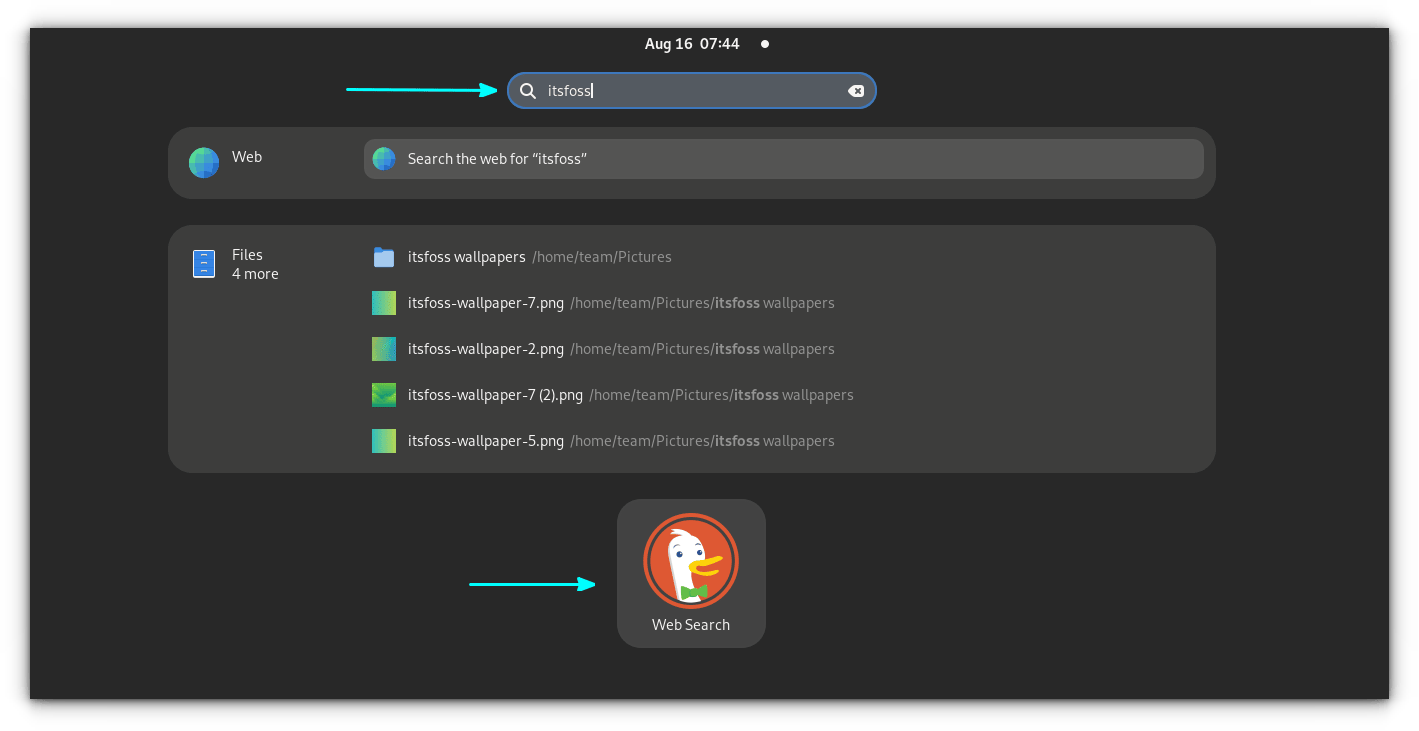 Aug 16  07:44
itsfoss
Web
Search the web for “itsfoss”
Files
4 more
itsfoss wallpapers /home/team/Pictures
itsfoss-wallpaper-7.png /home/team/Pictures/itsfoss wallpapers
itsfoss-wallpaper-2.png /home/team/Pictures/itsfoss wallpapers
itsfoss-wallpaper-7 (2).png /home/team/Pictures/itsfoss wallpapers
itsfoss-wallpaper-5.png /home/team/Pictures/itsfoss wallpapers
Web Search